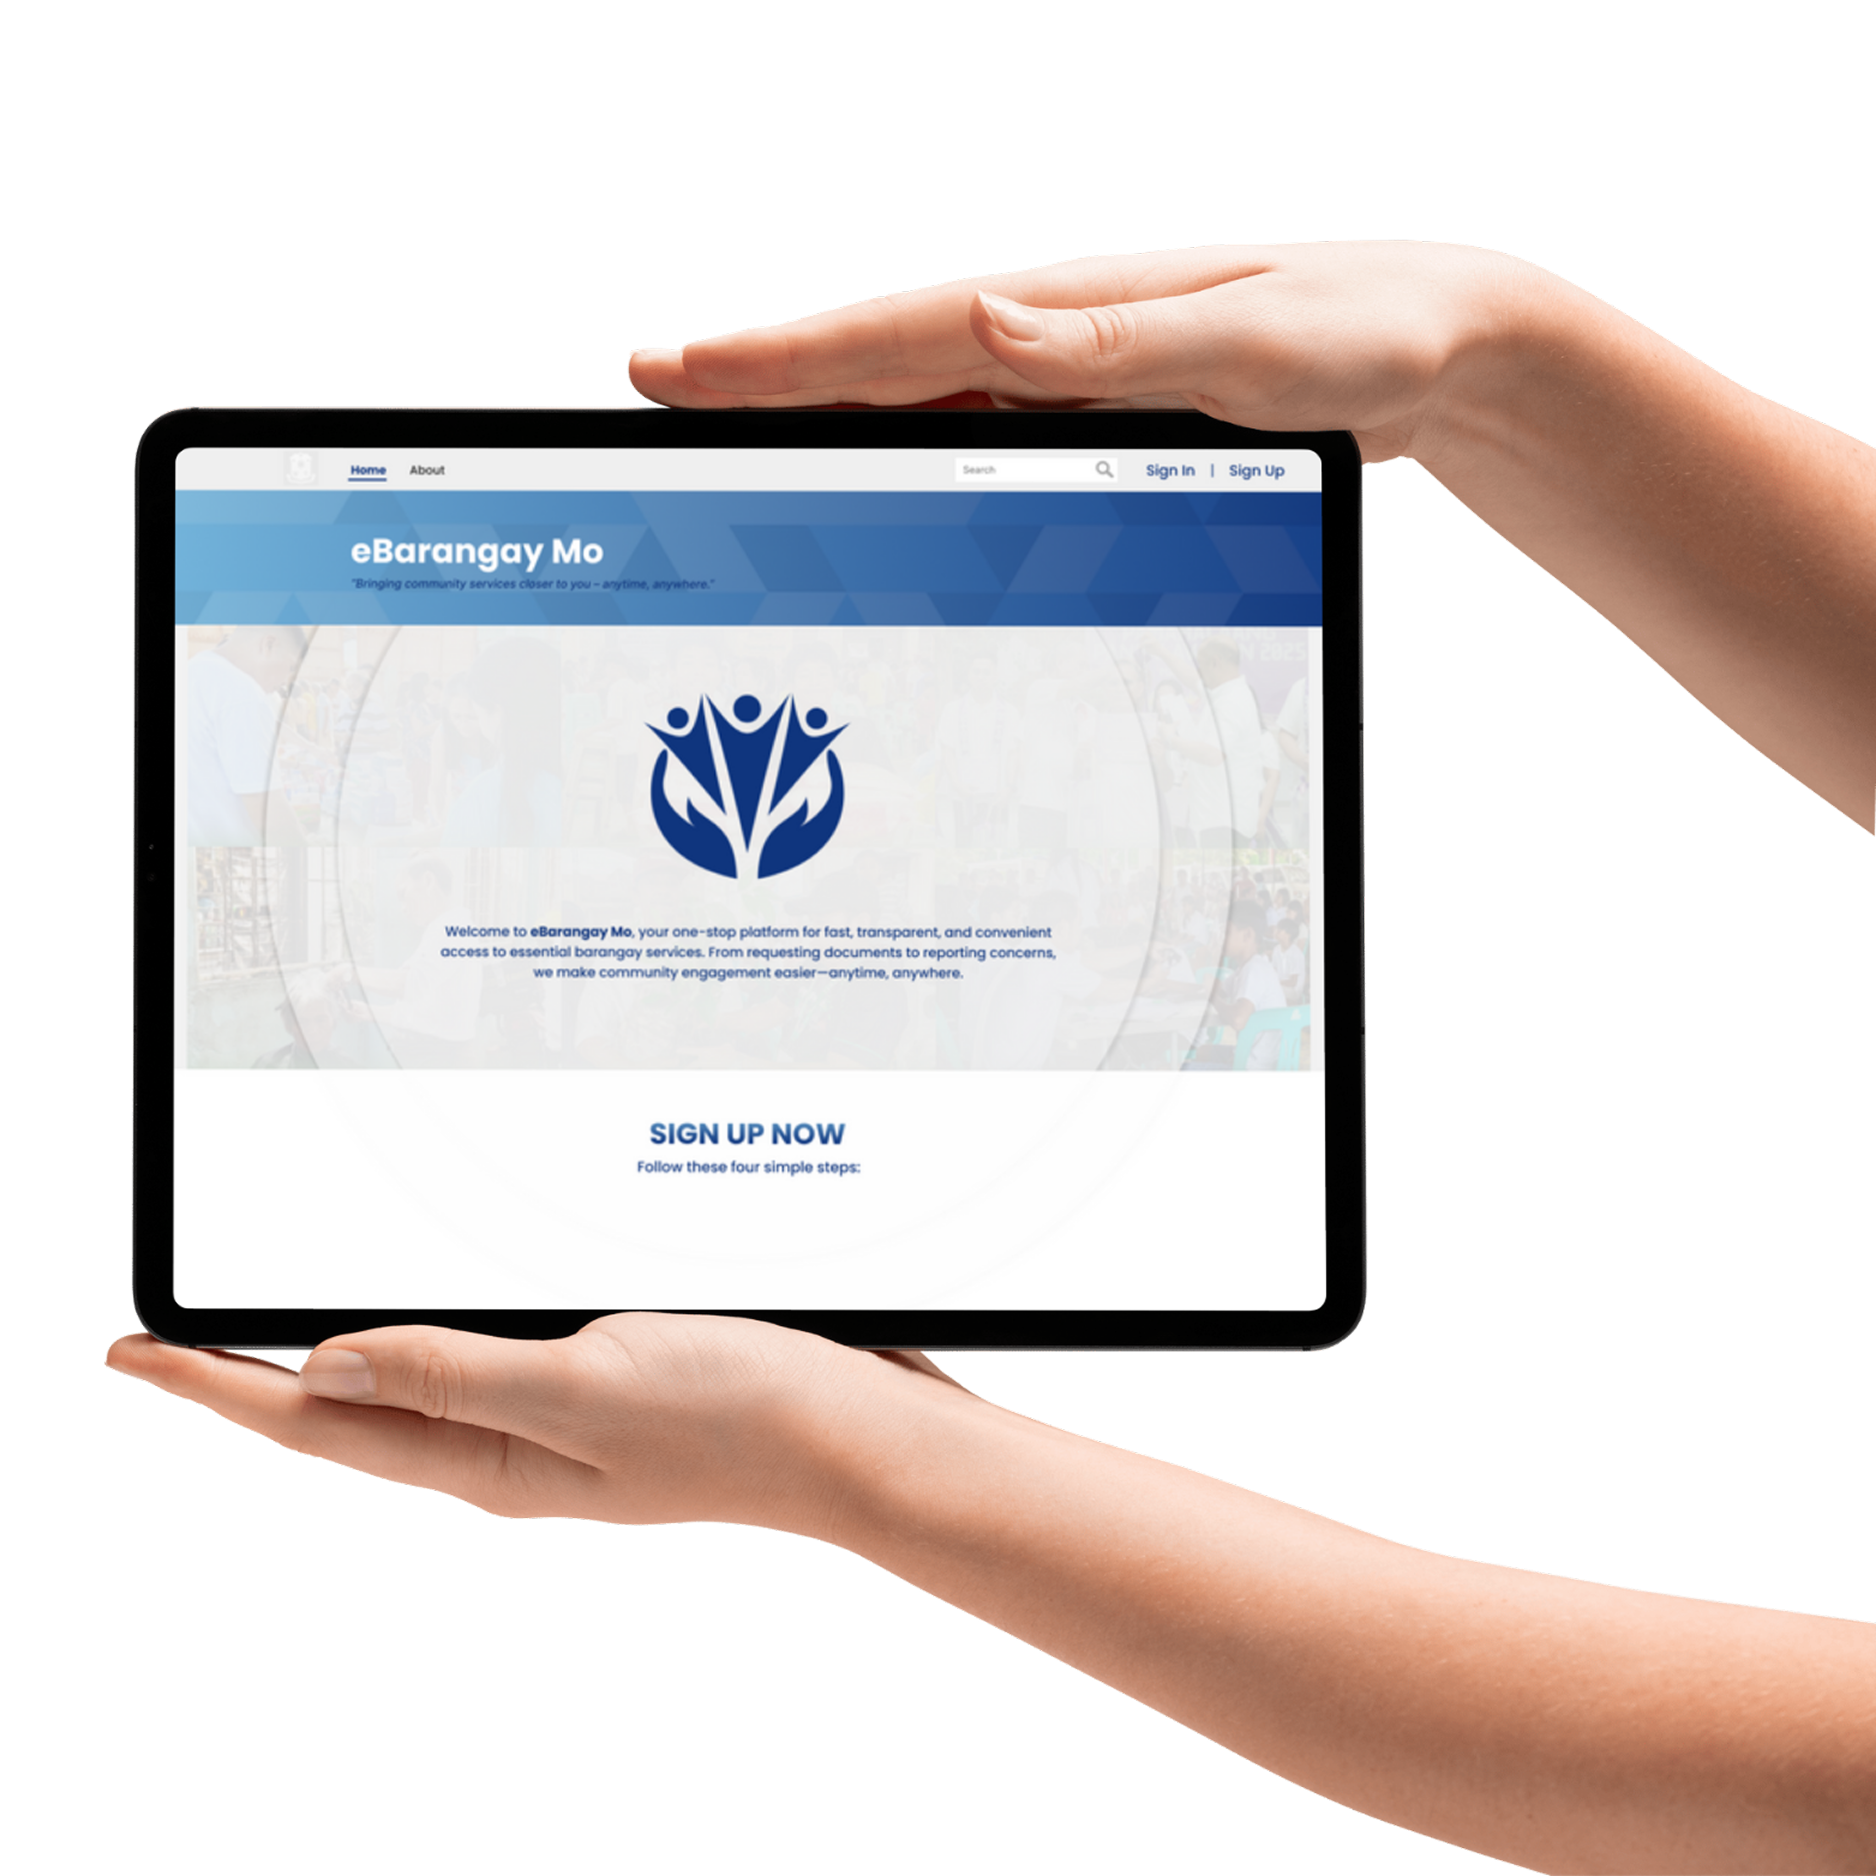 Home About Search Sign In | Sign Up
eBarangay Mo
"Bringing community services closer to you – anytime, anywhere."
Welcome to eBarangay Mo, your one-stop platform for fast, transparent, and convenient
access to essential barangay services. From requesting documents to reporting concerns,
we make community engagement easier—anytime, anywhere.
SIGN UP NOW
Follow these four simple steps: